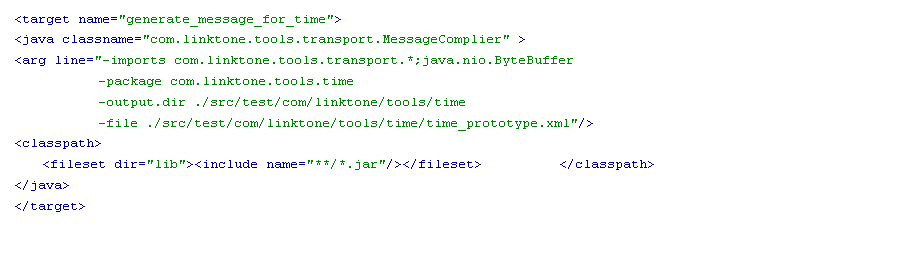 <target name="generate_message_for_time">
<java classname="com.linktone.tools.transport.MessageComplier" >
<arg line="-imports com.linktone.tools.transport.*;java.nio.ByteBuffer
-package com.linktone.tools.time
-output.dir ./src/test/com/linktone/tools/time
-file ./src/test/com/linktone/tools/time/time_prototype.xml"/>
<classpath>
<fileset dir="lib"><include name="**/*.jar"/></fileset> </classpath>
</java>
</target>